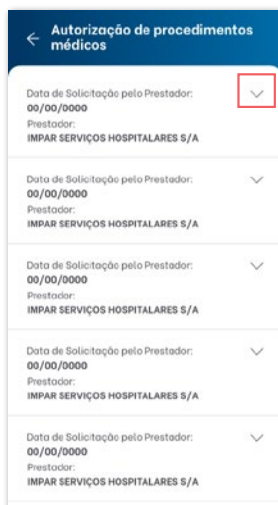 Autorização de procedimentos
médicos
Data de Solicitação pelo Prestador:
00/00/0000
Prestador:
IMPAR SERVIÇOS HOSPITALARES S/A
Data de Solicitação pelo Prestador:
00/00/0000
Prestador:
IMPAR SERVIÇOS HOSPITALARES S/A
Data de Solicitação pelo Prestador:
00/00/0000
Prestador:
IMPAR SERVIÇOS HOSPITALARES S/A
Data de Solicitação pelo Prestador:
00/00/0000
Prestador:
IMPAR SERVIÇOS HOSPITALARES S/A
Data de Solicitação pelo Prestador:
00/00/0000
Prestador:
IMPAR SERVIÇOS HOSPITALARES S/A